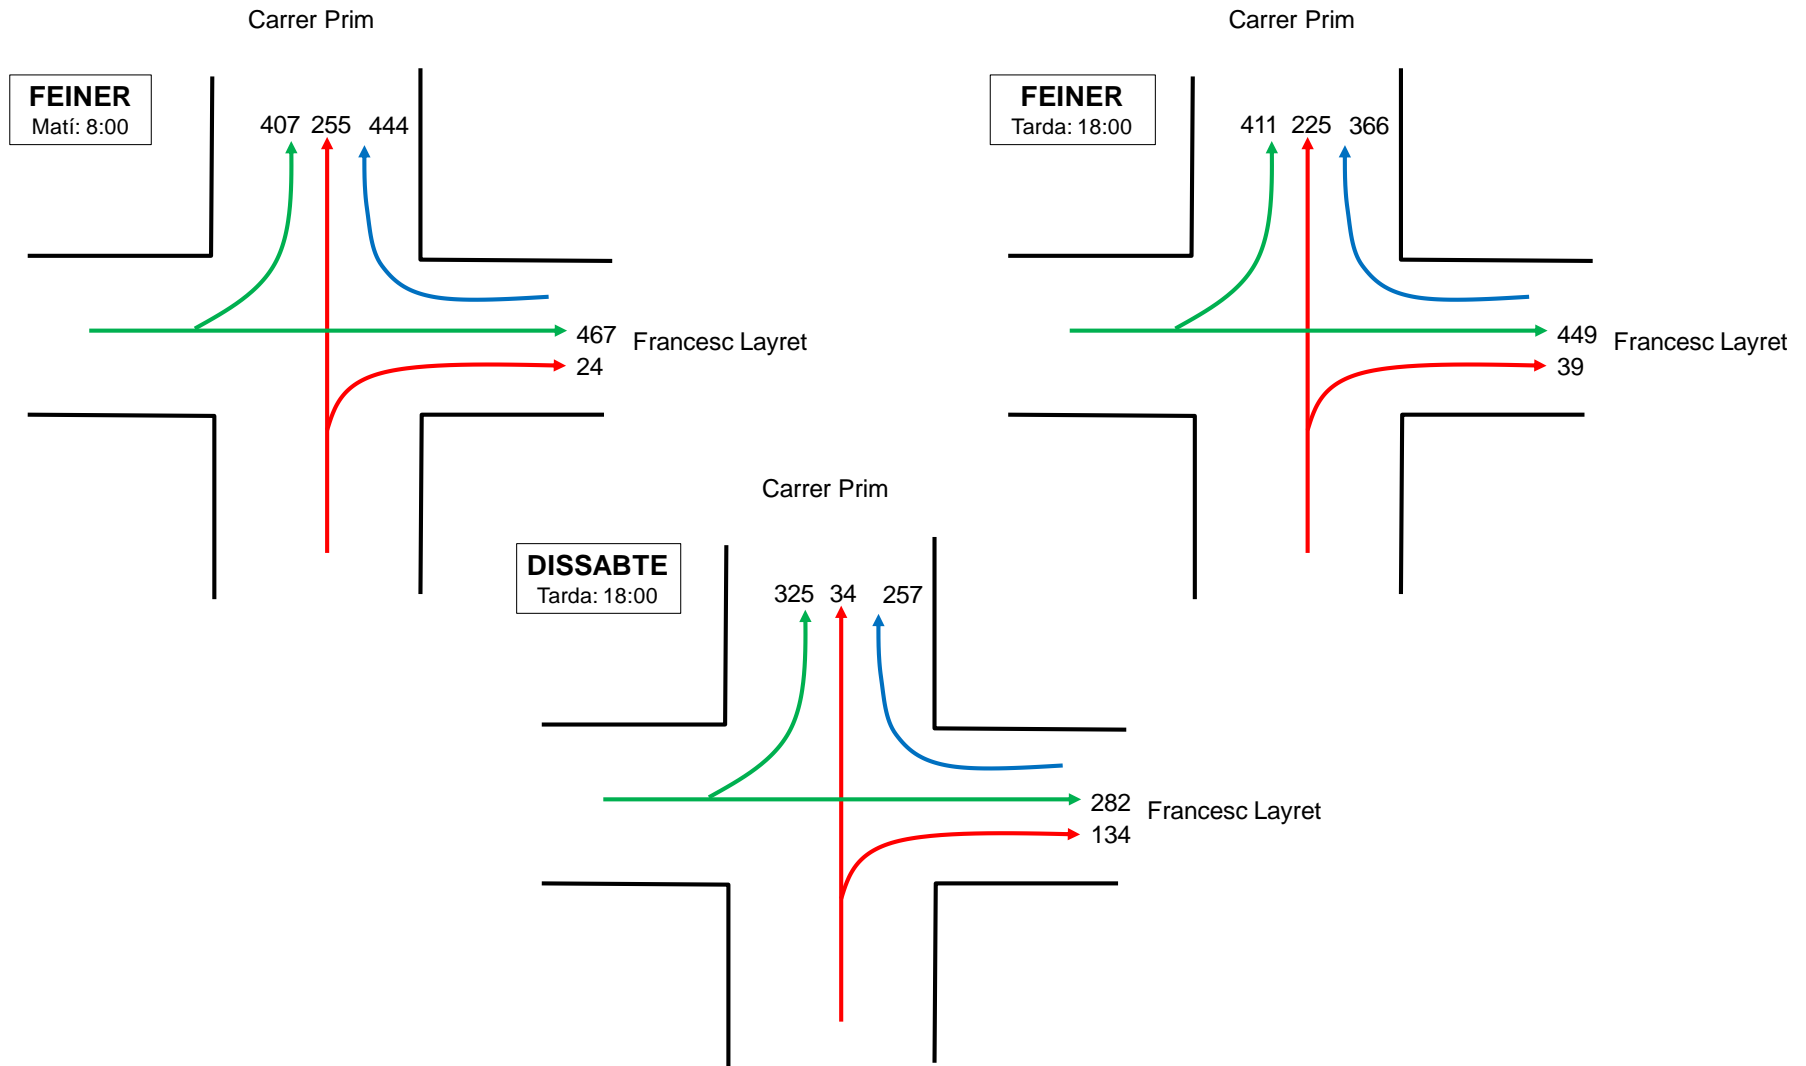 Carrer Prim
FEINER
Matí: 8:00
407 255 444
467
24
Francesc Layret
Carrer Prim
FEINER
Tarda: 18:00
411 225 366
449
39
Francesc Layret
Carrer Prim
DISSABTE
Tarda: 18:00
325 34 257
282
134
Francesc Layret